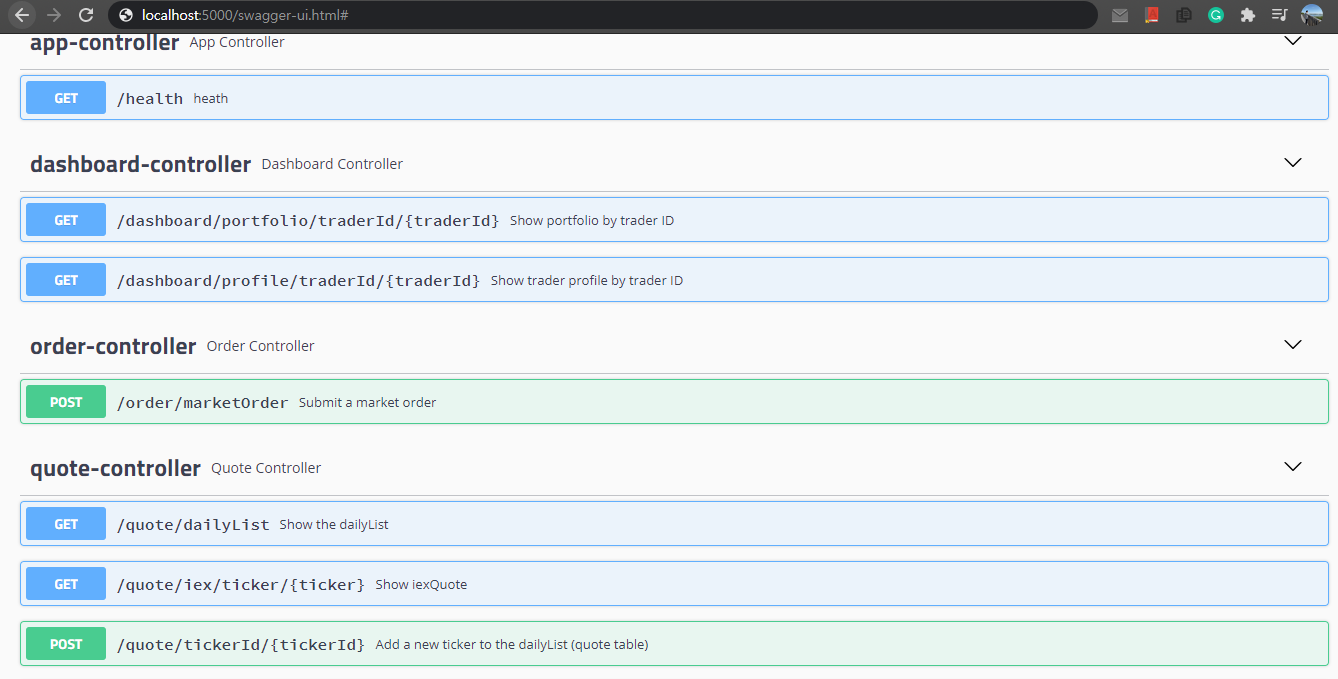 localhost:5000/swagger-ui.html#
app-controller App Controller
GET /health heath
dashboard-controller Dashboard Controller
GET /dashboard/portfolio/traderId/{traderId} Show portfolio by trader ID
GET /dashboard/profile/traderId/{traderId} Show trader profile by trader ID
order-controller Order Controller
POST /order/marketOrder Submit a market order
quote-controller Quote Controller
GET /quote/dailyList Show the dailyList
GET /quote/iex/ticker/{ticker} Show iexQuote
POST /quote/tickerId/{tickerId} Add a new ticker to the dailyList (quote table)